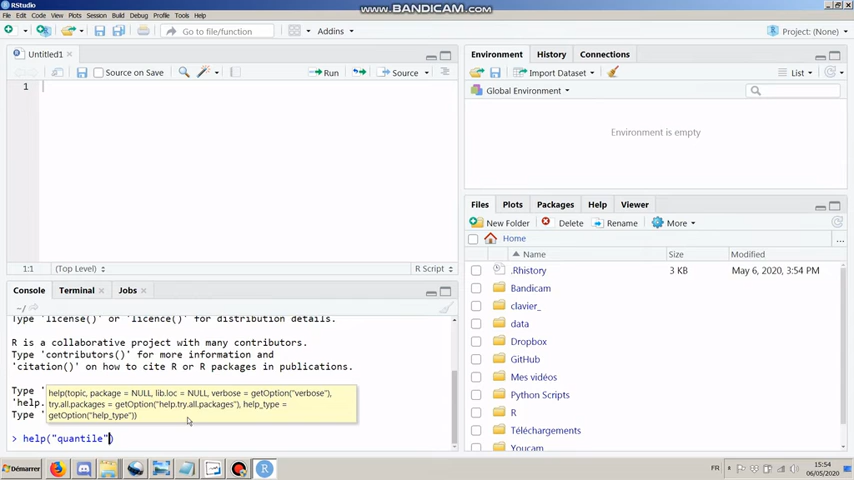 RStudio
www.BANDICAM.com
File Edit Code View Plots Session Build Debug Profile Tools Help
Go to file/function
Addins
Project: (None)
Untitled1
Source on Save
Run
Source
1
1:1
(Top Level)
R Script
Console Terminal Jobs
~/
Type 'license()' or 'licence()' for distribution details.
R is a collaborative project with many contributors.
Type 'contributors()' for more information and
'citation()' on how to cite R or R packages in publications.
Type '
'help.
Type '
help(topic, package = NULL, lib.loc = NULL, verbose = getOption("verbose"),
try.all.packages = getOption("help.try.all.packages"), help_type =
getOption("help_type"))
> help("quantile")
Environment History Connections
Import Dataset
List
Global Environment
Environment is empty
Files Plots Packages Help Viewer
New Folder Delete Rename More
Home
...
Name Size Modified
.Rhistory 3 KB May 6, 2020, 3:54 PM
Bandicam
clavier_
data
Dropbox
GitHub
Mes vidéos
Python Scripts
R
Téléchargements
Youcam
Démarrer
FR
15:54
06/05/2020